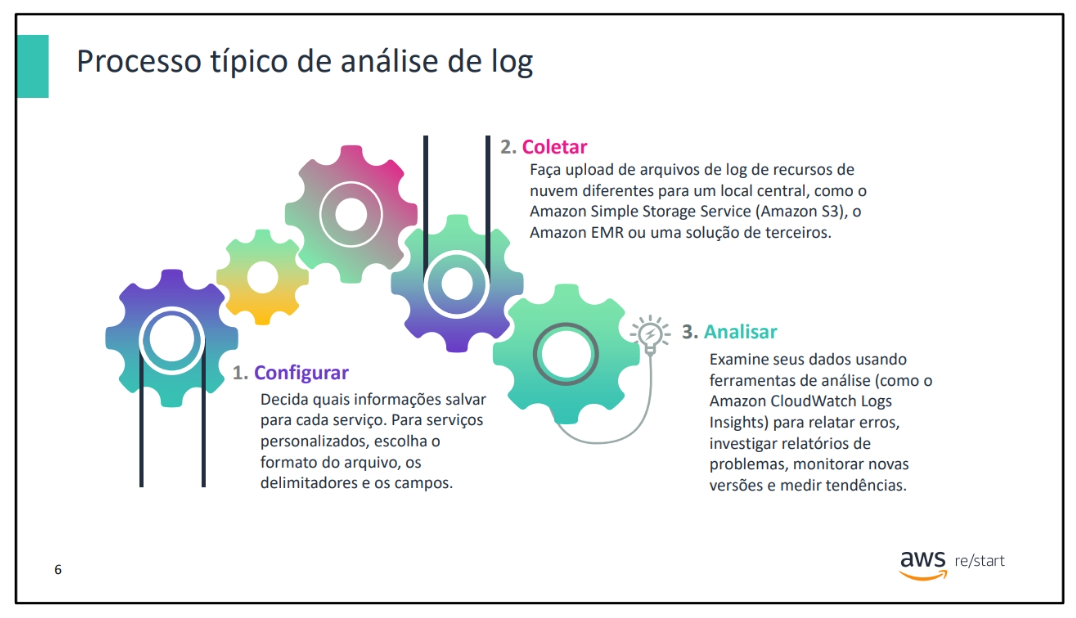 Processo típico de análise de log
2. Coletar
Faça upload de arquivos de log de recursos de
nuvem diferentes para um local central, como o
Amazon Simple Storage Service (Amazon S3), o
Amazon EMR ou uma solução de terceiros.
1. Configurar
Decida quais informações salvar
para cada serviço. Para serviços
personalizados, escolha o
formato do arquivo, os
delimitadores e os campos.
3. Analisar
Examine seus dados usando
ferramentas de análise (como o
Amazon CloudWatch Logs
Insights) para relatar erros,
investigar relatórios de
problemas, monitorar novas
versões e medir tendências.
6
aws re/start